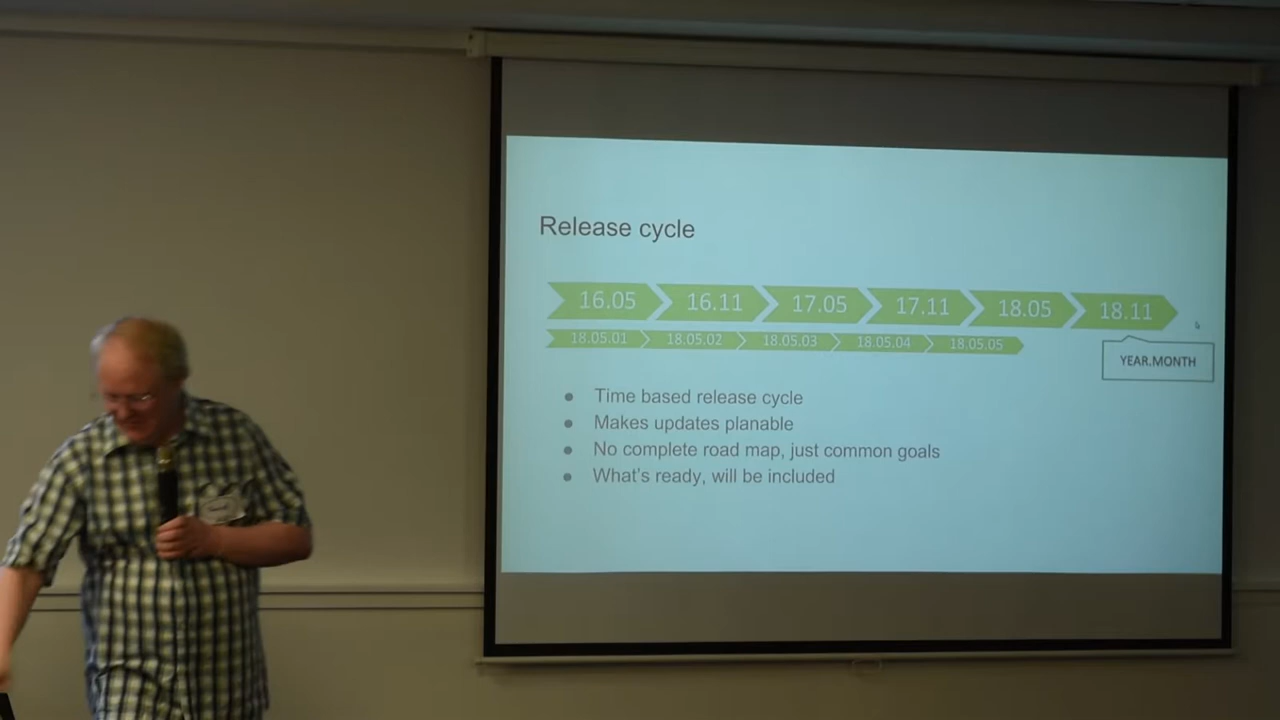 Release cycle
16.05 16.11 17.05 17.11 18.05 18.11
18.05.01 18.05.02 18.05.03 18.05.04 18.05.05
YEAR.MONTH
Time based release cycle
Makes updates planable
No complete road map, just common goals
What's ready, will be included